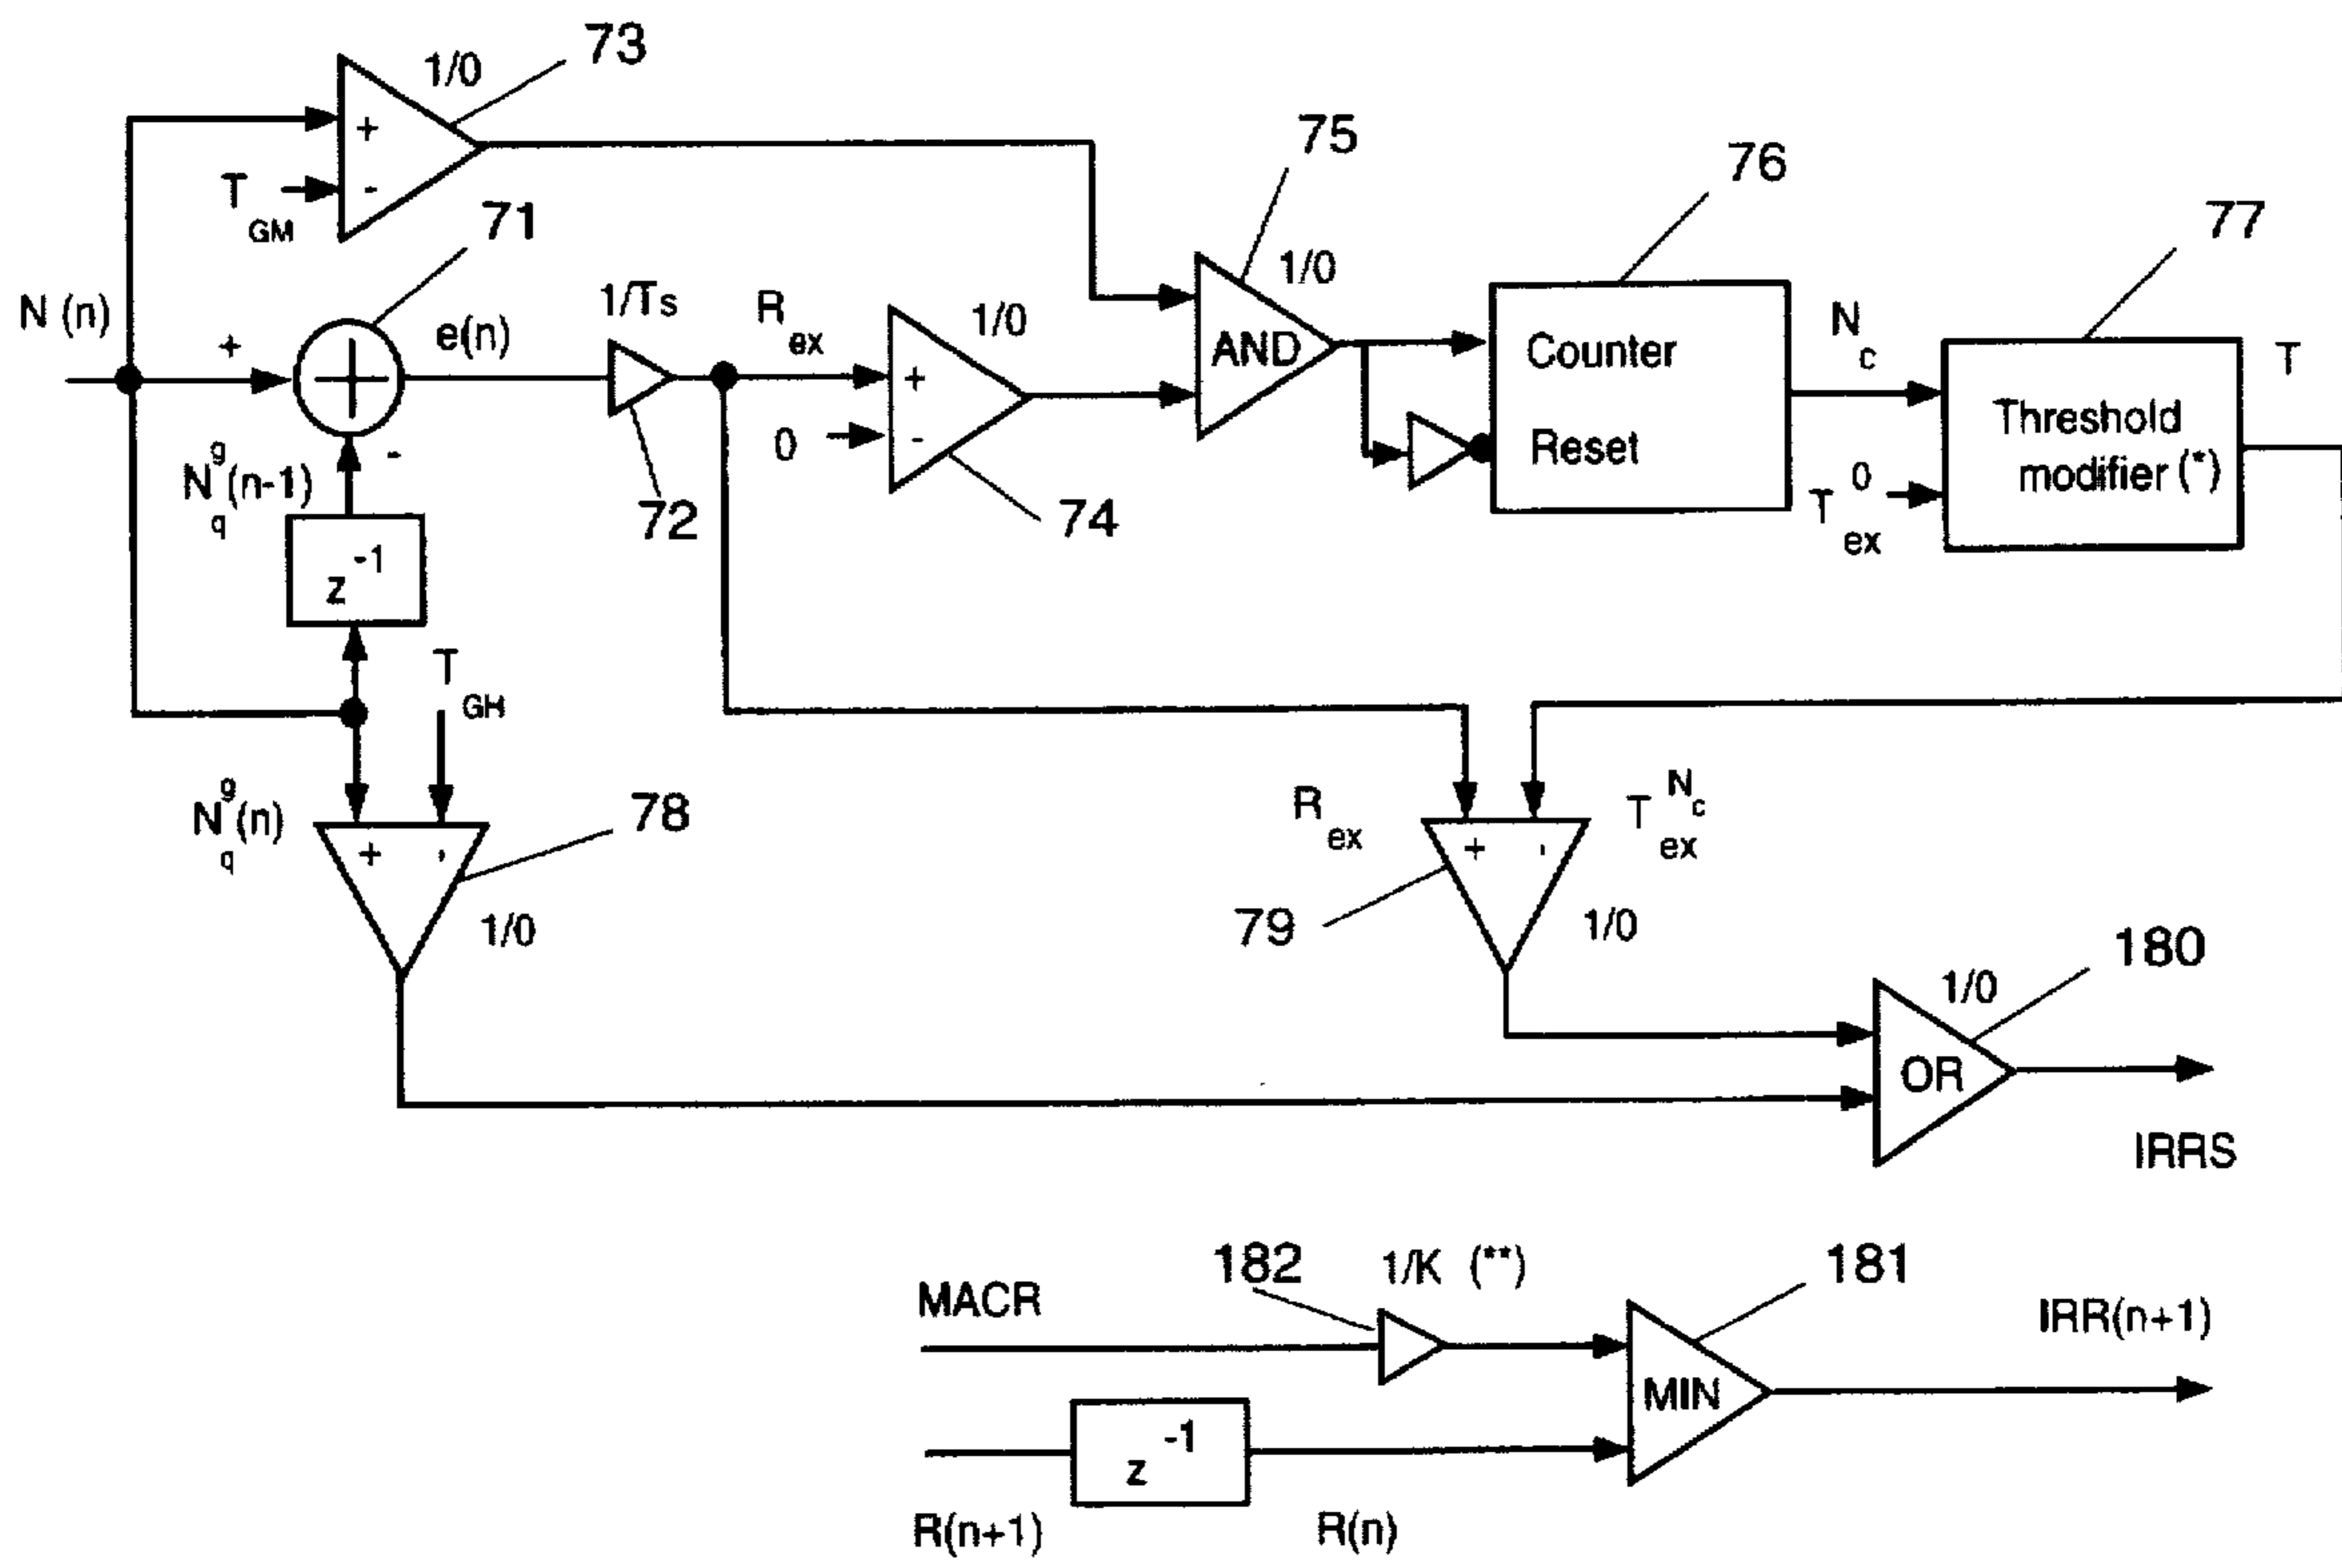 73
1/0
+
T GM
-
75
76
77
71
N (n)
+
e(n)
1/Ts
R ex
1/0
1/0
AND
Counter
Reset
N c
T
Threshold
modifier (*)
T ex 0
+
0
-
-
N q g (n-1)
72
74
z -1
T GH
N q g (n)
+
-
78
1/0
R ex
T ex N c
+
-
79
1/0
180
1/0
OR
IRRS
MACR
182
1/K (**)
181
MIN
IRR(n+1)
z -1
R(n+1)
R(n)